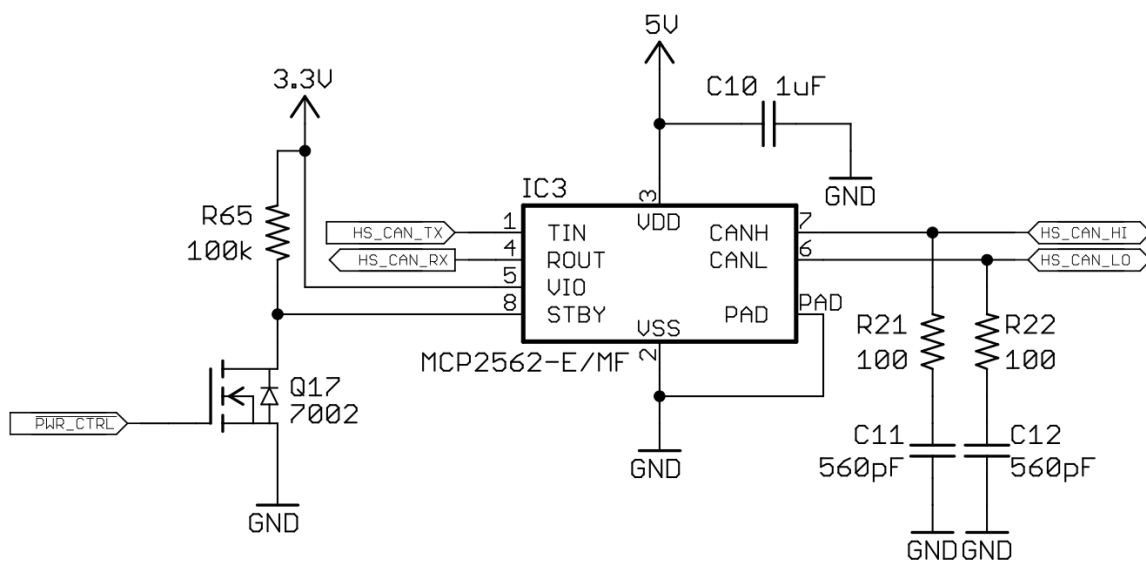 5V
3.3V
C10 1uF
GND
IC3
3
R65
100k
HS_CAN_TX
1
TIN
VDD
CANH
7
HS_CAN_HI
HS_CAN_RX
4
ROUT
CANL
6
HS_CAN_LO
5
VIO
8
STBY
VSS
PAD
PAD
2
MCP2562-E/MF
R21
100
R22
100
Q17
7002
PWR_CTRL
GND
GND
C11
560pF
C12
560pF
GND
GND